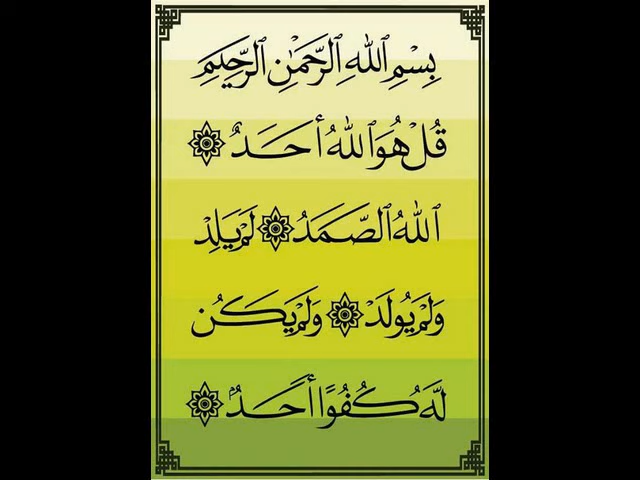 بِسْمِ ٱللَّهِ ٱلرَّحْمَٰنِ ٱلرَّحِيمِ
قُلْ هُوَ ٱللَّهُ أَحَدٌ ۞
ٱللَّهُ ٱلصَّمَدُ ۞ لَمْ يَلِدْ
وَلَمْ يُولَدْ ۞ وَلَمْ يَكُن
لَّهُ كُفُوًا أَحَدٌۢ ۞